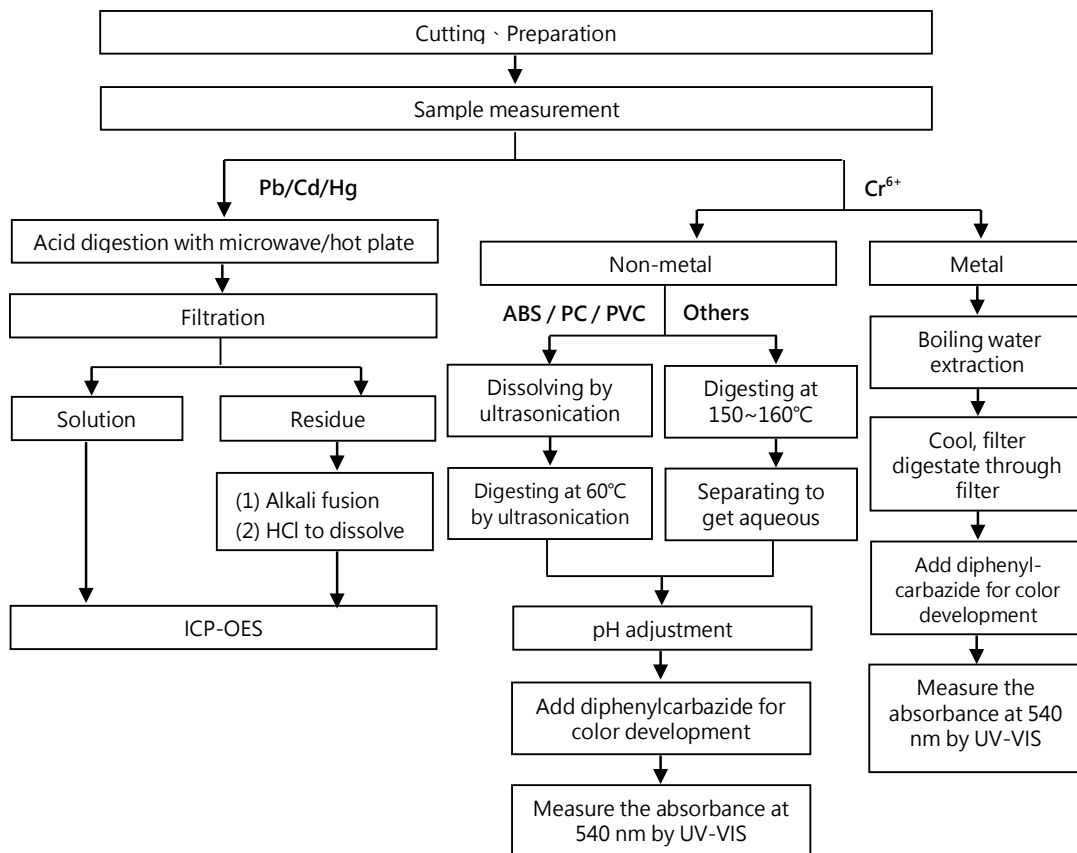 Cutting、Preparation
Sample measurement
Pb/Cd/Hg
Cr⁶⁺
Acid digestion with microwave/hot plate
Filtration
Solution
Residue
(1) Alkali fusion
(2) HCl to dissolve
ICP-OES
Non-metal
ABS / PC / PVC
Others
Dissolving by
ultrasonication
Digesting at
150~160℃
Digesting at 60℃
by ultrasonication
Separating to
get aqueous
pH adjustment
Add diphenylcarbazide for
color development
Measure the absorbance at
540 nm by UV-VIS
Metal
Boiling water
extraction
Cool, filter
digestate through
filter
Add diphenyl-
carbazide for color
development
Measure the
absorbance at 540
nm by UV-VIS